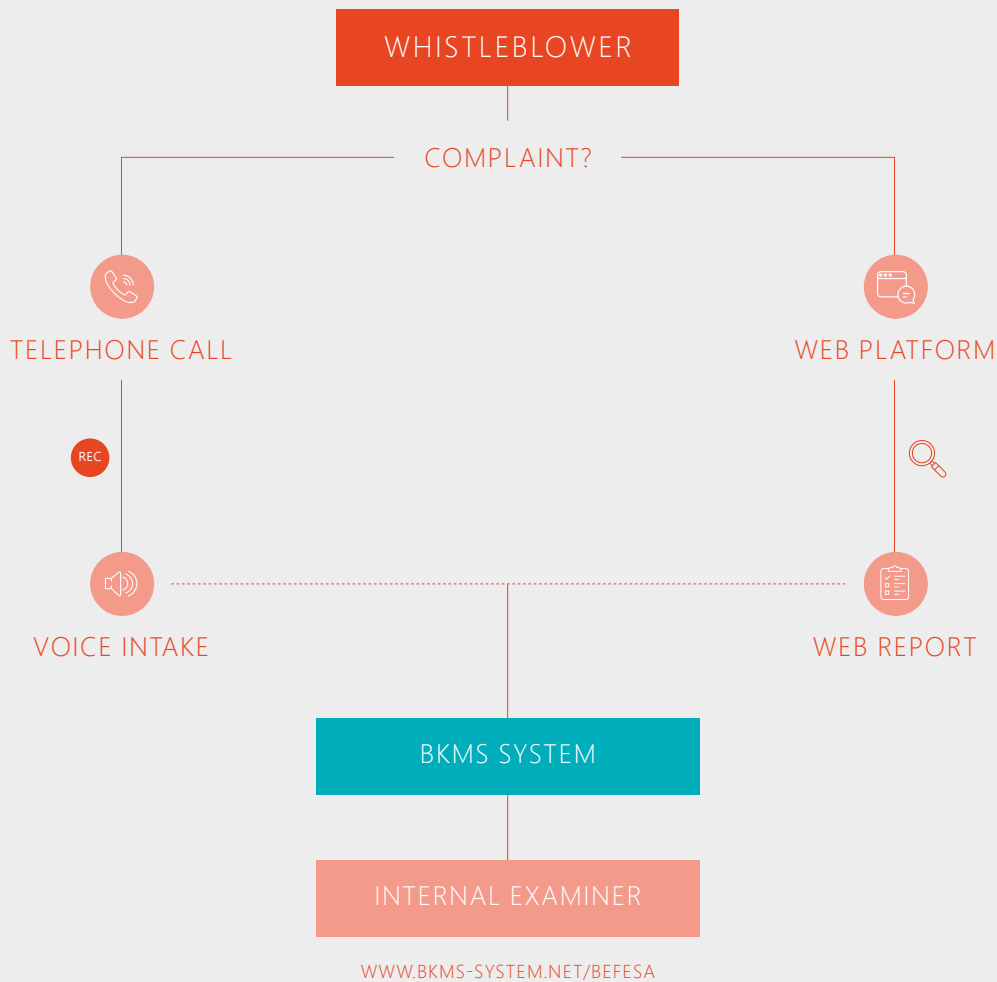 WHISTLEBLOWER
COMPLAINT?
TELEPHONE CALL
WEB PLATFORM
REC
VOICE INTAKE
WEB REPORT
BKMS SYSTEM
INTERNAL EXAMINER
WWW.BKMS-SYSTEM.NET/BEFESA